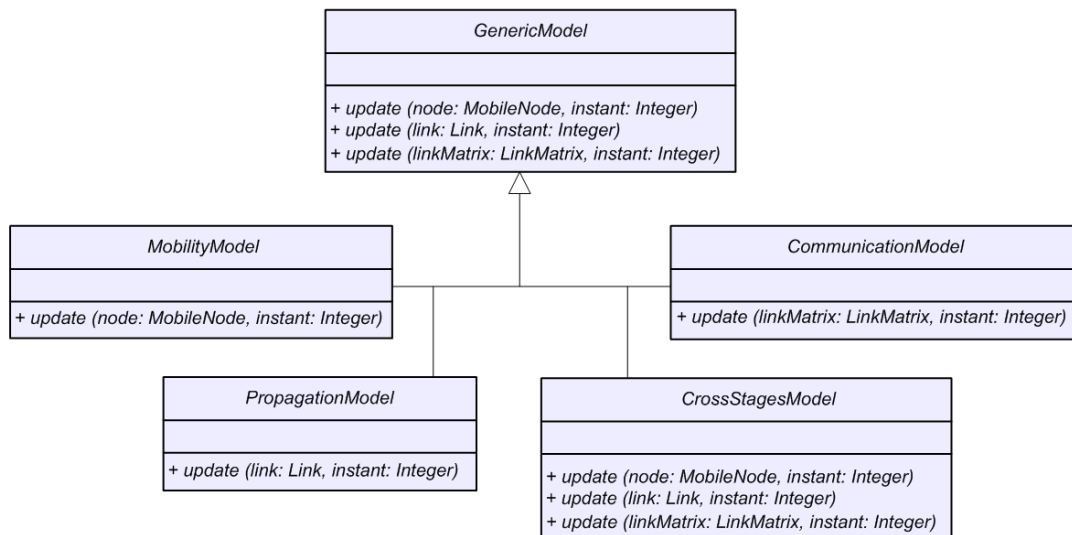 GenericModel
+ update (node: MobileNode, instant: Integer)
+ update (link: Link, instant: Integer)
+ update (linkMatrix: LinkMatrix, instant: Integer)
MobilityModel
+ update (node: MobileNode, instant: Integer)
CommunicationModel
+ update (linkMatrix: LinkMatrix, instant: Integer)
PropagationModel
+ update (link: Link, instant: Integer)
CrossStagesModel
+ update (node: MobileNode, instant: Integer)
+ update (link: Link, instant: Integer)
+ update (linkMatrix: LinkMatrix, instant: Integer)